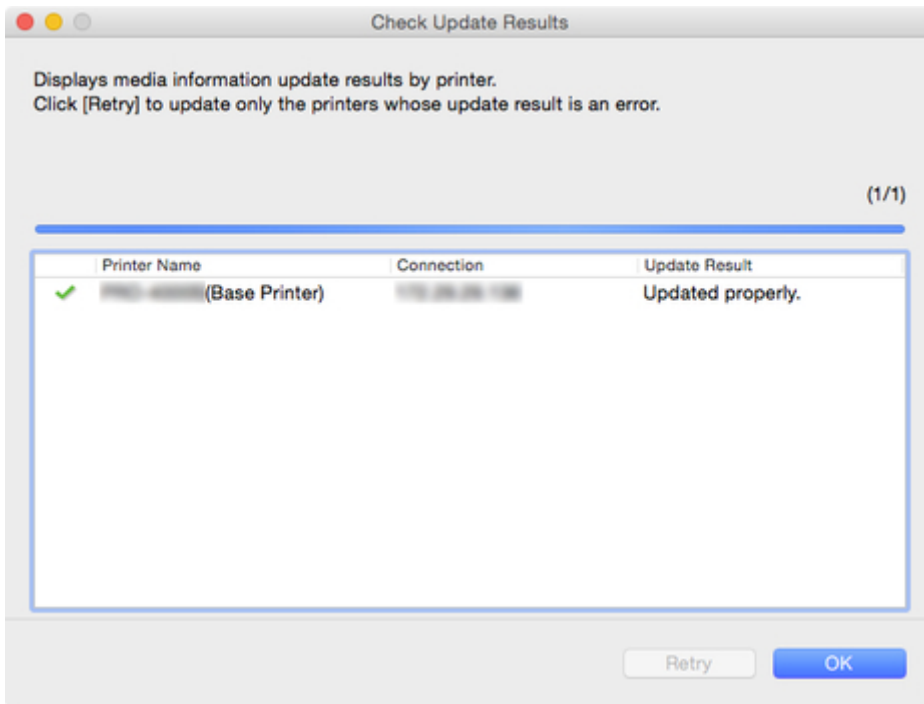 Check Update Results
Displays media information update results by printer.
Click [Retry] to update only the printers whose update result is an error.
(1/1)
Printer Name Connection Update Result
(Base Printer) Updated properly.
Retry OK